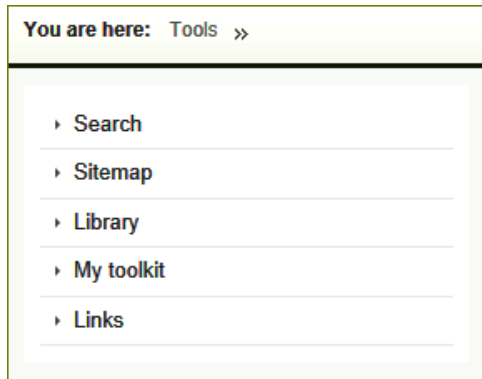 You are here: Tools »
Search
Sitemap
Library
My toolkit
Links